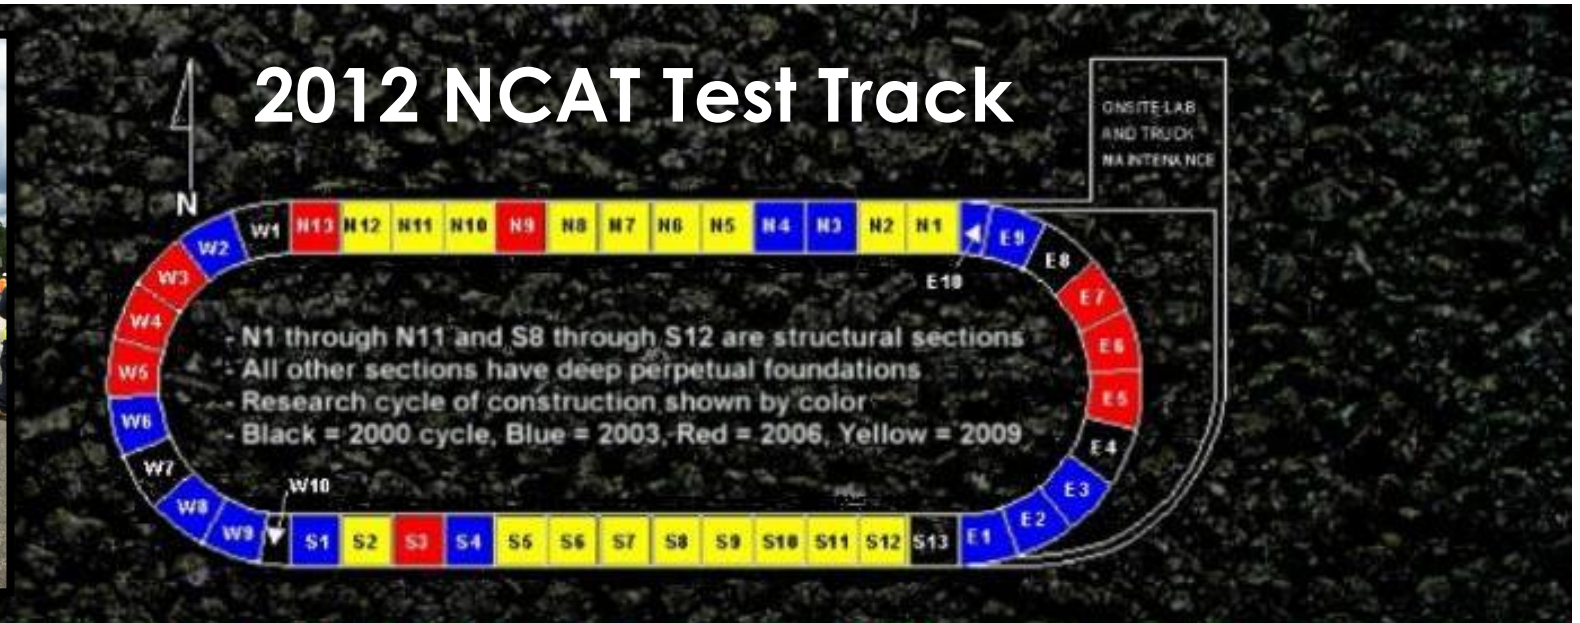 2012 NCAT Test Track
ONSITE LAB
AND TRUCK
MAINTENANCE
N
W1 N13 N12 N11 N10 N9 N8 N7 N6 N5 N4 N3 N2 N1 E9
W2 E8
E10
W3 E7
W4 E6
W5 E5
W6 E4
W7 E3
W8 E2
W9 E1
- N1 through N11 and S8 through S12 are structural sections
- All other sections have deep perpetual foundations
- Research cycle of construction shown by color
- Black = 2000 cycle, Blue = 2003, Red = 2006, Yellow = 2009
W10
S1 S2 S3 S4 S5 S6 S7 S8 S9 S10 S11 S12 S13